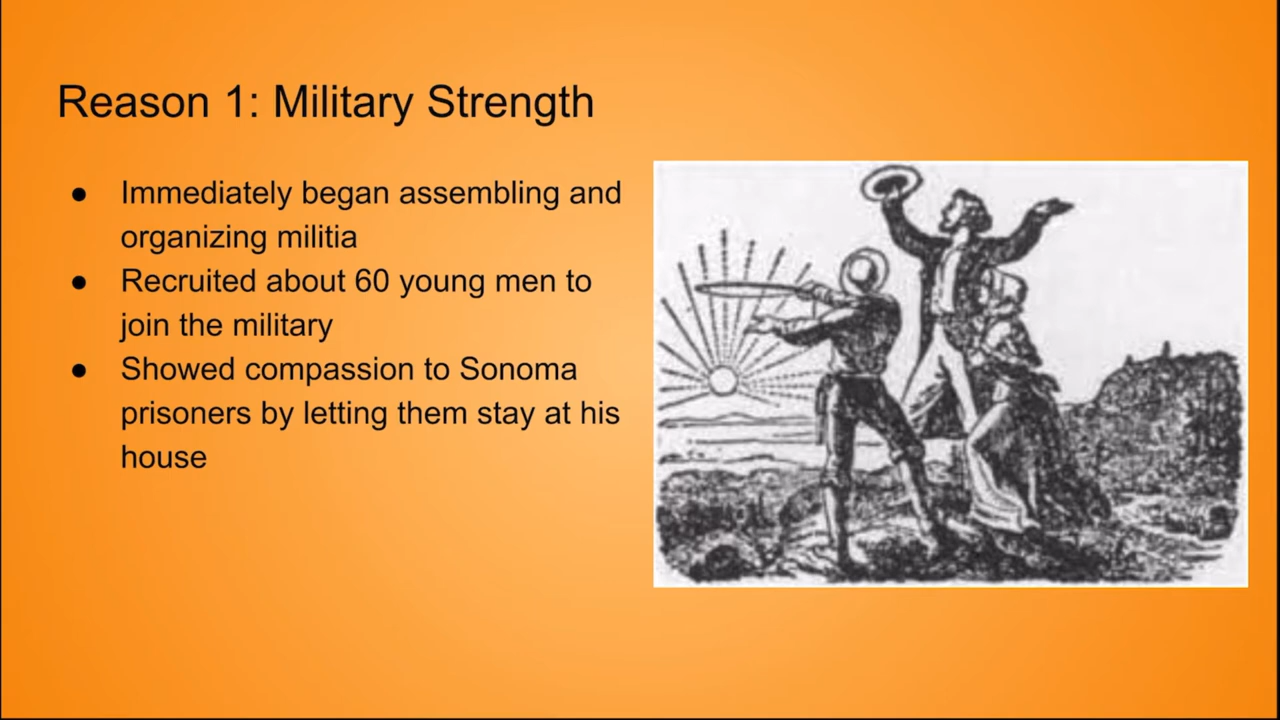 Reason 1: Military Strength
● Immediately began assembling and
organizing militia
● Recruited about 60 young men to
join the military
● Showed compassion to Sonoma
prisoners by letting them stay at his
house